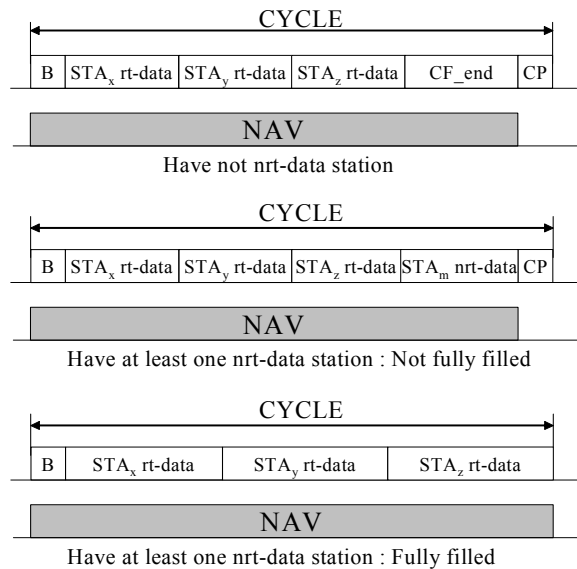 CYCLE
B STAx rt-data STAy rt-data STAz rt-data CF_end CP
NAV
Have not nrt-data station
CYCLE
B STAx rt-data STAy rt-data STAz rt-data STAm nrt-data CP
NAV
Have at least one nrt-data station : Not fully filled
CYCLE
B STAx rt-data STAy rt-data STAz rt-data
NAV
Have at least one nrt-data station : Fully filled